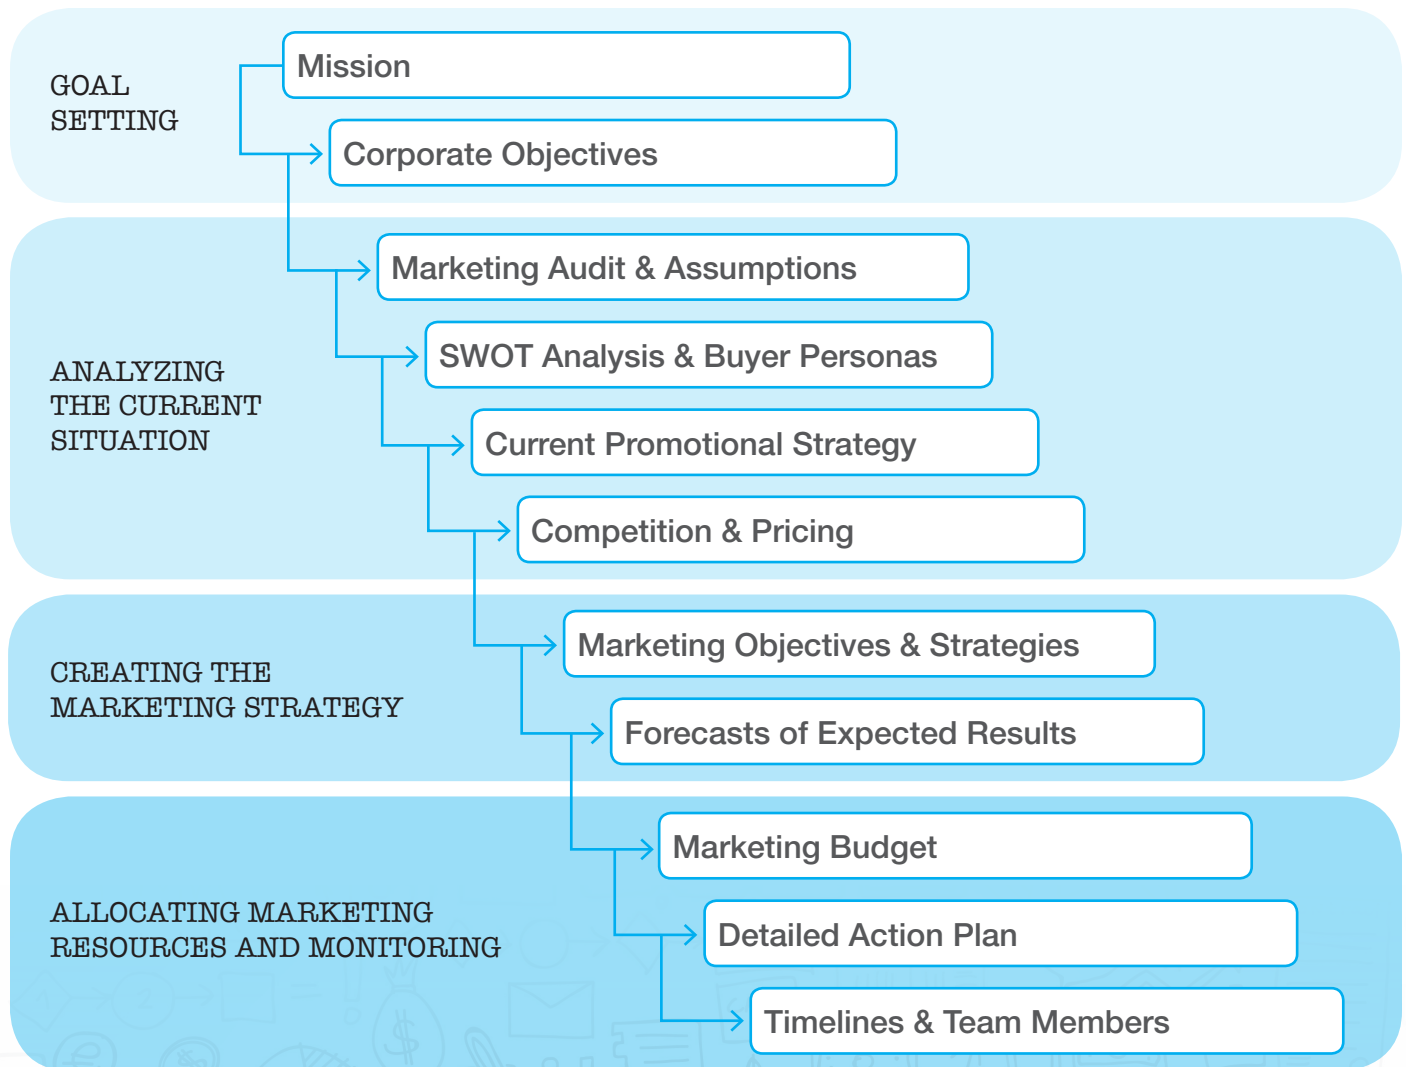 GOAL
SETTING
Mission
Corporate Objectives
ANALYZING
THE CURRENT
SITUATION
Marketing Audit & Assumptions
SWOT Analysis & Buyer Personas
Current Promotional Strategy
Competition & Pricing
CREATING THE
MARKETING STRATEGY
Marketing Objectives & Strategies
Forecasts of Expected Results
ALLOCATING MARKETING
RESOURCES AND MONITORING
Marketing Budget
Detailed Action Plan
Timelines & Team Members